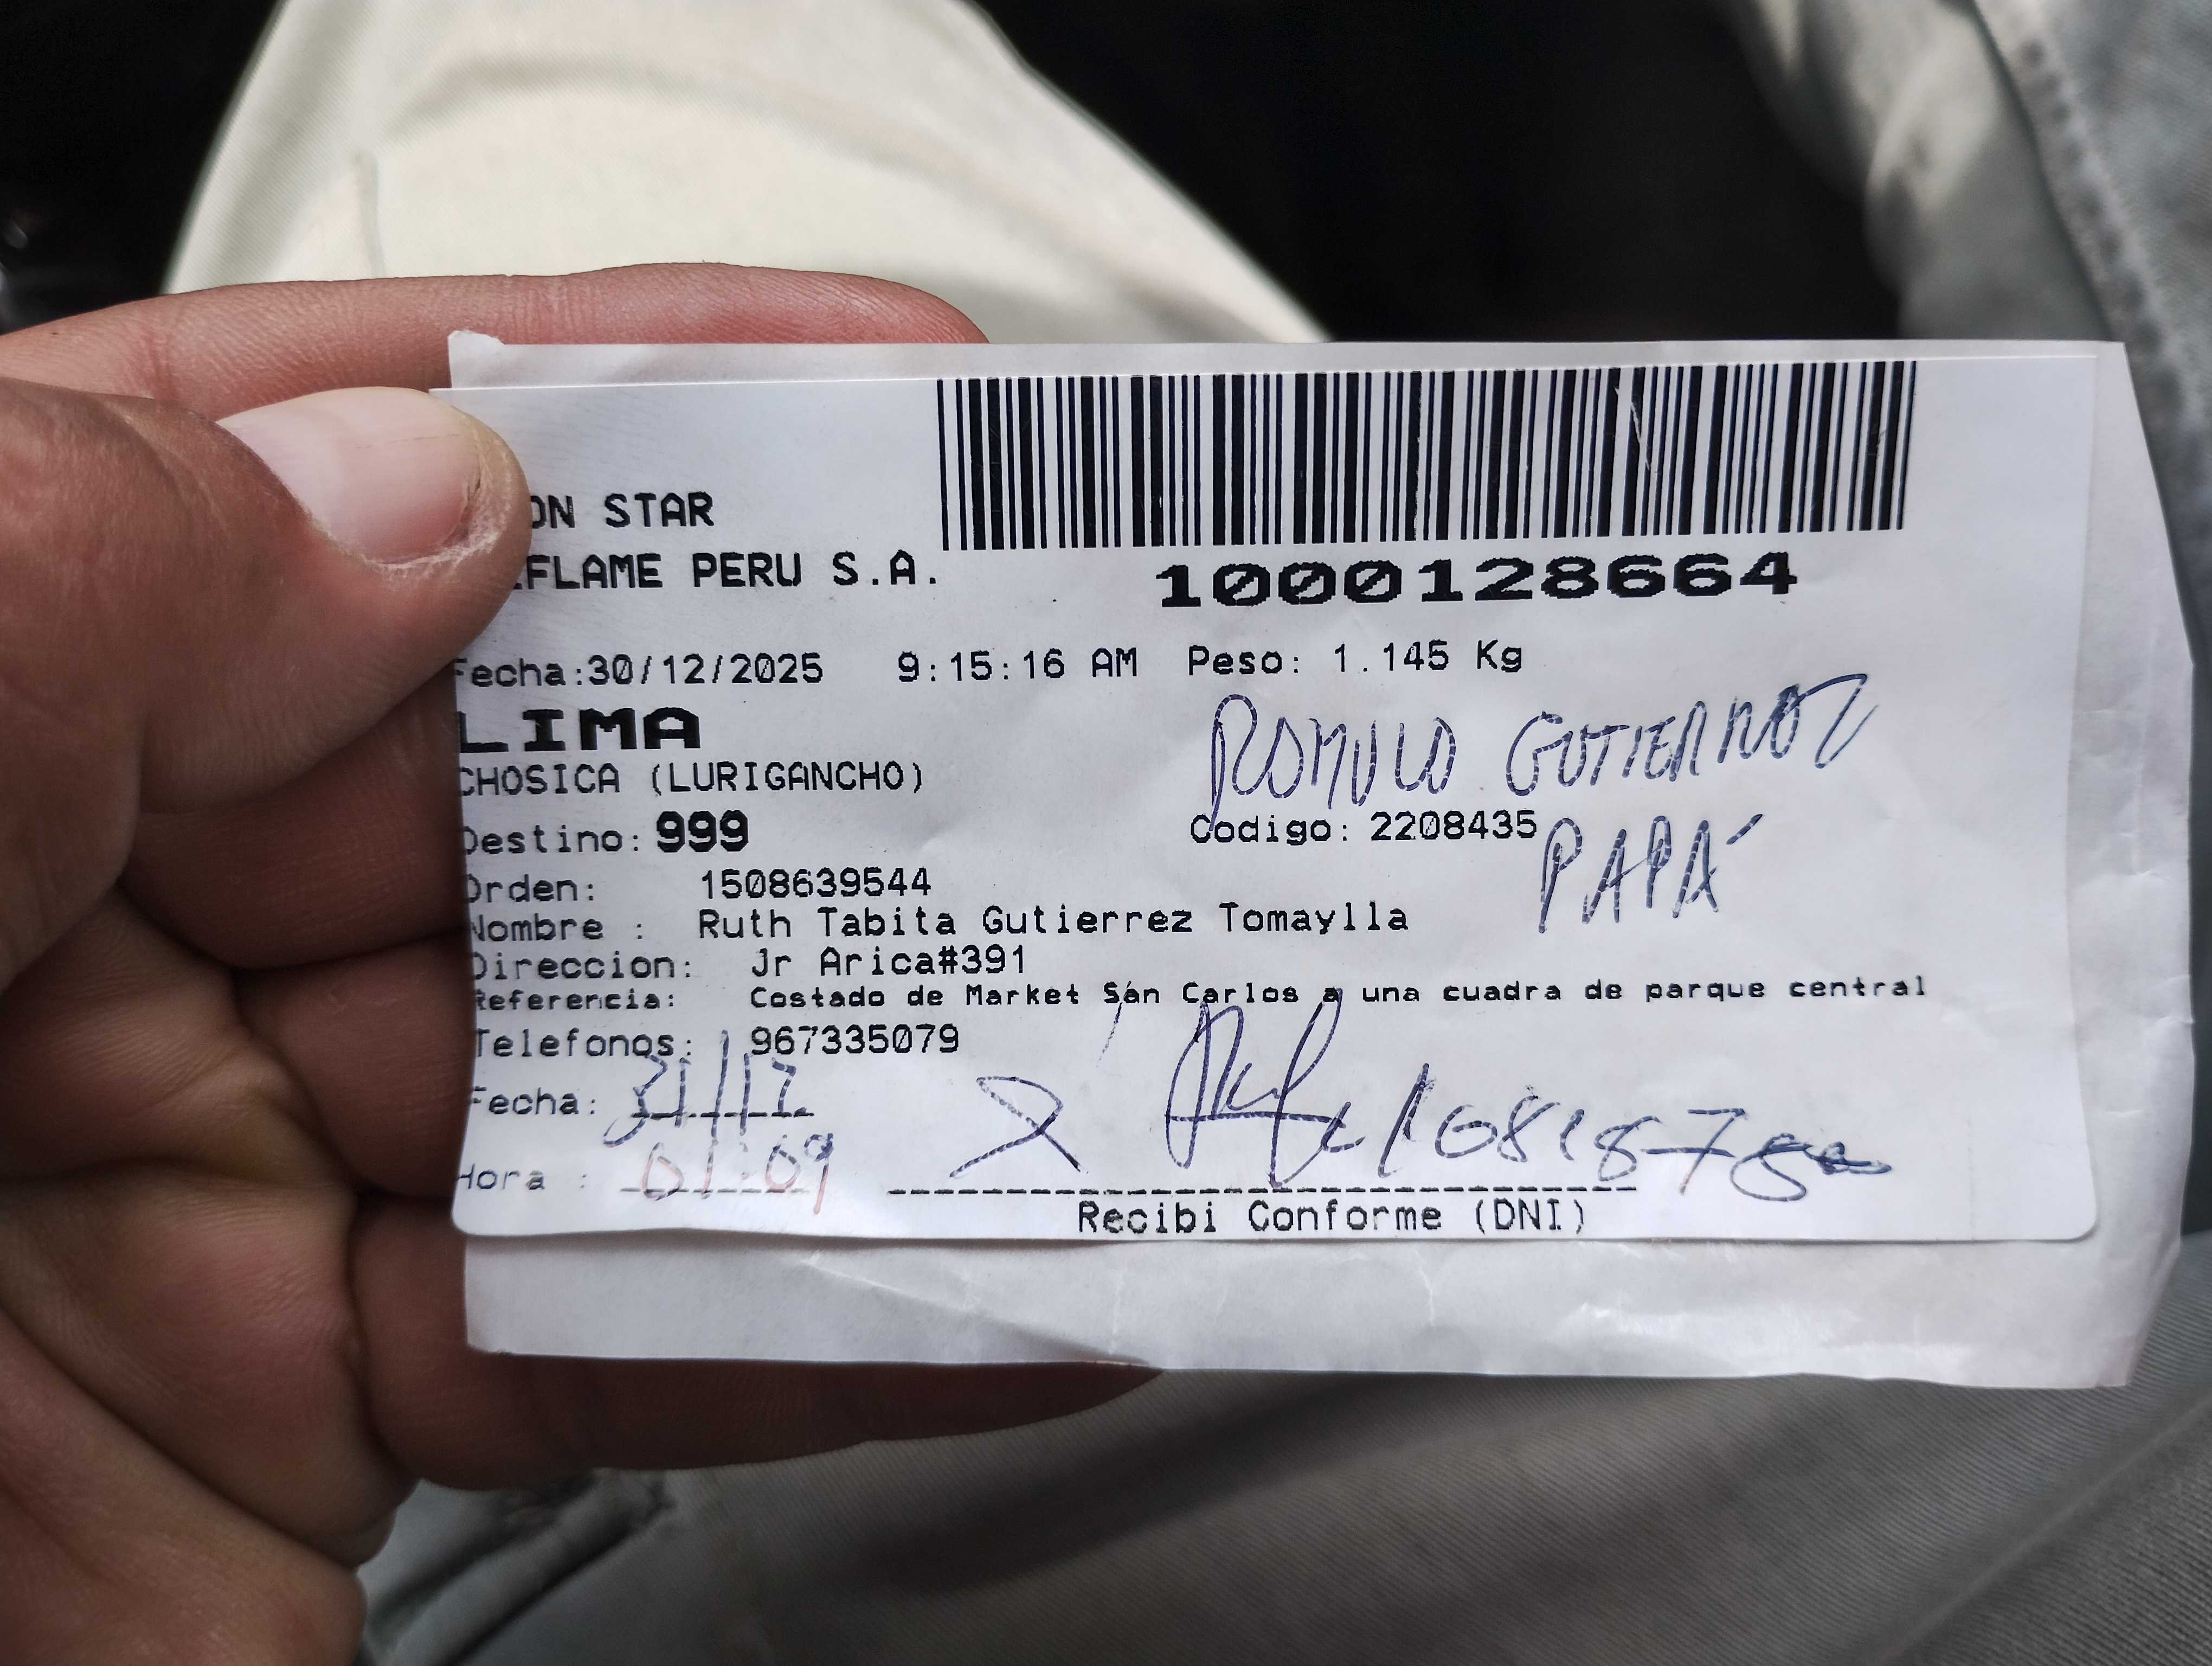 ON STAR
EFLAME PERU S.A.
1000128664
Fecha:30/12/2025 9:15:16 AM Peso: 1.145 Kg
LIMA
ROMULO GUTIERREZ
CHOSICA (LURIGANCHO)
Destino: 999
Codigo: 2208435
PAPÁ
Orden: 1508639544
Nombre : Ruth Tabita Gutierrez Tomaylla
Direccion: Jr Arica#391
Referencia: Costado de Market San Carlos a una cuadra de parque central
Telefonos: 967335079
Fecha: 31/12
Hora : 01:09
Recibi Conforme (DNI)